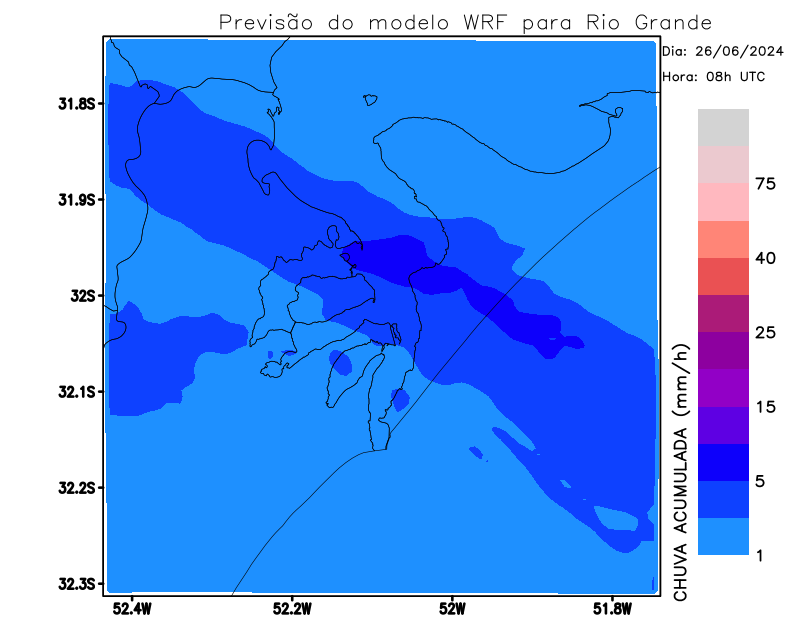 Previsão do modelo WRF para Rio Grande
Dia: 26/06/2024
Hora: 08h UTC
31.8S
31.9S
32S
32.1S
32.2S
32.3S
52.4W
52.2W
52W
51.8W
75
40
25
15
5
1
CHUVA ACUMULADA (mm/h)